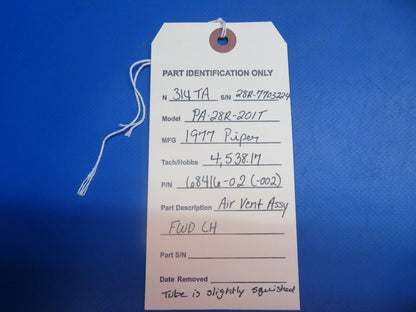 PART IDENTIFICATION ONLY
N 314TA S/N 28R-7703224
Model PA-28R-201T
MFG 1977 Piper
Tach/Hobbs 4,538.17
P/N 68416-02 (-002)
Part Description Air Vent Assy
FWD LH
Part S/N
Date Removed
Tube is slightly squished